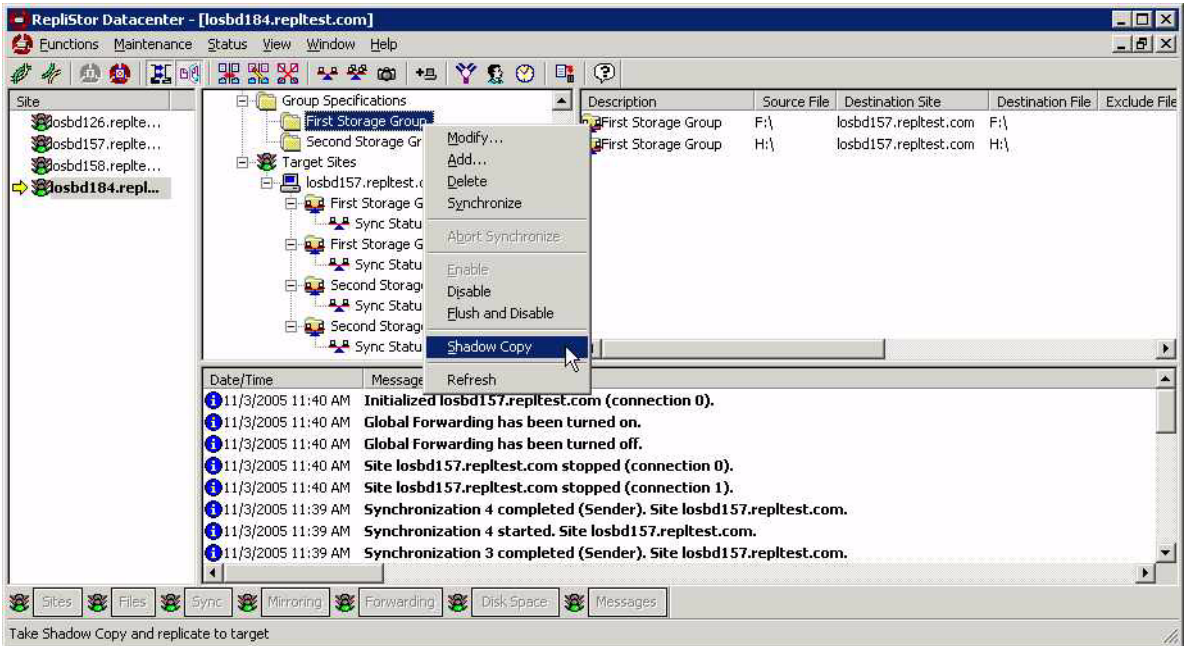 RepliStor Datacenter - [losbd184.repltest.com]
Functions Maintenance Status View Window Help
Site
losbd126.replte...
losbd157.replte...
losbd158.replte...
losbd184.repl...
Group Specifications
First Storage Group
Second Storage Gr
Target Sites
losbd157.repltest.c
First Storage G
Sync Statu
First Storage G
Sync Statu
Second Storag
Sync Statu
Second Storag
Sync Statu
Modify...
Add...
Delete
Synchronize
Abort Synchronize
Enable
Disable
Flush and Disable
Shadow Copy
Refresh
Description Source File Destination Site Destination File Exclude File
First Storage Group F:\ losbd157.repltest.com F:\
First Storage Group H:\ losbd157.repltest.com H:\
Date/Time Message
11/3/2005 11:40 AM Initialized losbd157.repltest.com (connection 0).
11/3/2005 11:40 AM Global Forwarding has been turned on.
11/3/2005 11:40 AM Global Forwarding has been turned off.
11/3/2005 11:40 AM Site losbd157.repltest.com stopped (connection 0).
11/3/2005 11:40 AM Site losbd157.repltest.com stopped (connection 1).
11/3/2005 11:39 AM Synchronization 4 completed (Sender). Site losbd157.repltest.com.
11/3/2005 11:39 AM Synchronization 4 started. Site losbd157.repltest.com.
11/3/2005 11:39 AM Synchronization 3 completed (Sender). Site losbd157.repltest.com.
Sites Files Sync Mirroring Forwarding Disk Space Messages
Take Shadow Copy and replicate to target